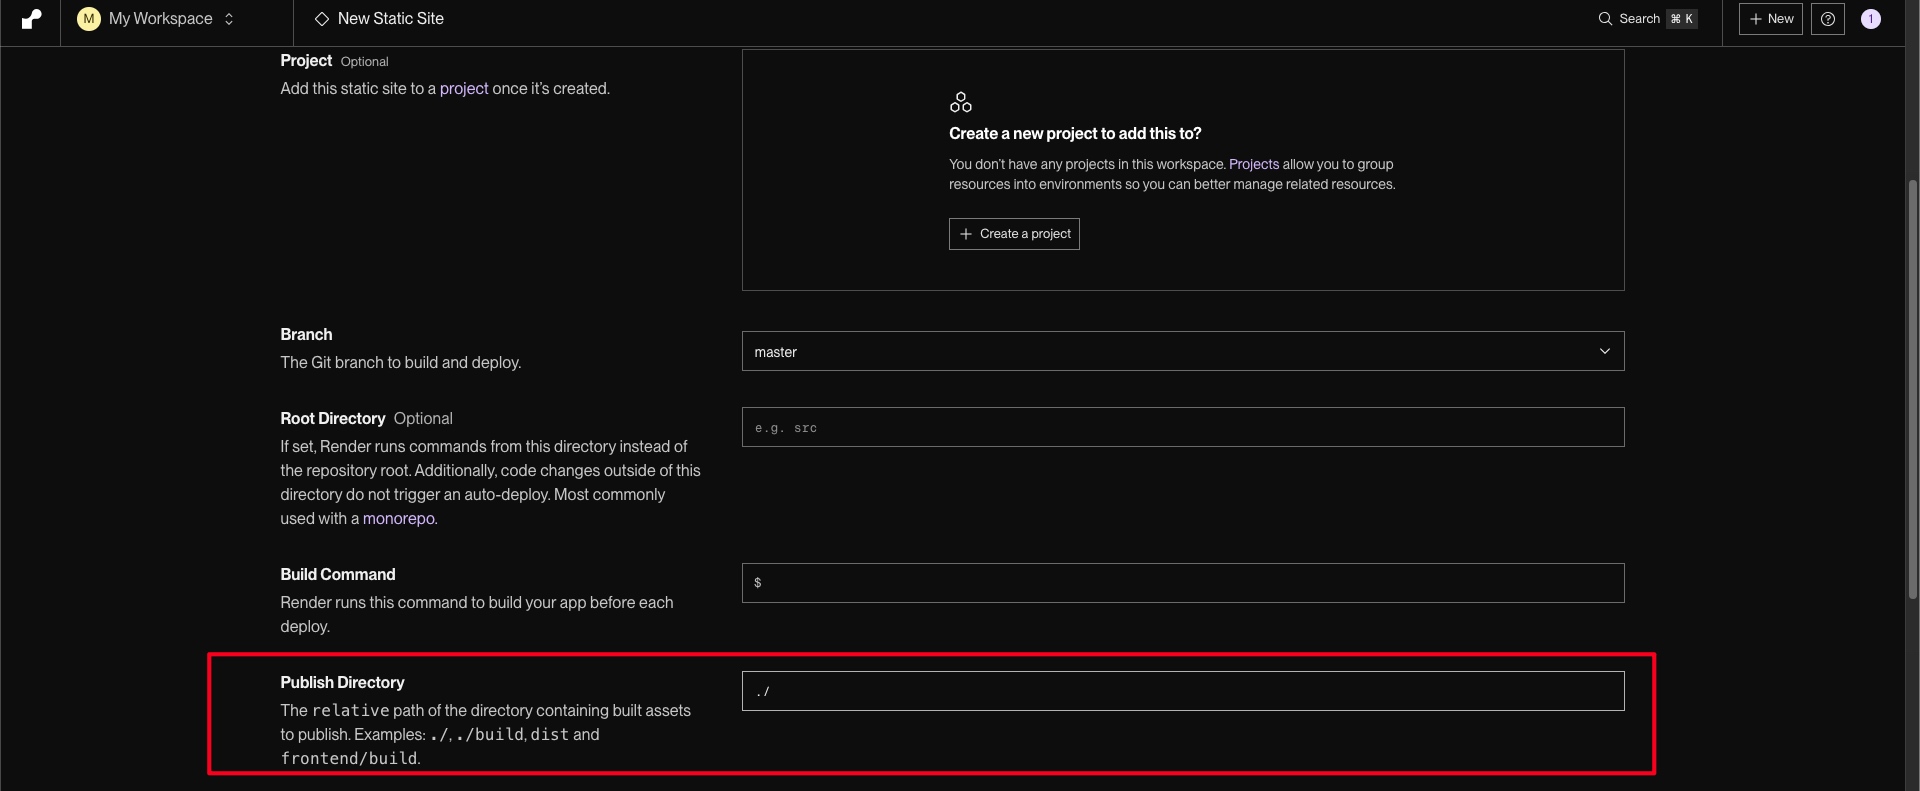 M My Workspace
New Static Site
Search ⌘ K
+ New
1
Project Optional
Add this static site to a project once it's created.
Create a new project to add this to?
You don't have any projects in this workspace. Projects allow you to group
resources into environments so you can better manage related resources.
+ Create a project
Branch
The Git branch to build and deploy.
master
Root Directory Optional
If set, Render runs commands from this directory instead of
the repository root. Additionally, code changes outside of this
directory do not trigger an auto-deploy. Most commonly
used with a monorepo.
e.g. src
Build Command
Render runs this command to build your app before each
deploy.
$
Publish Directory
The relative path of the directory containing built assets
to publish. Examples: ./, ./build, dist and
frontend/build.
./